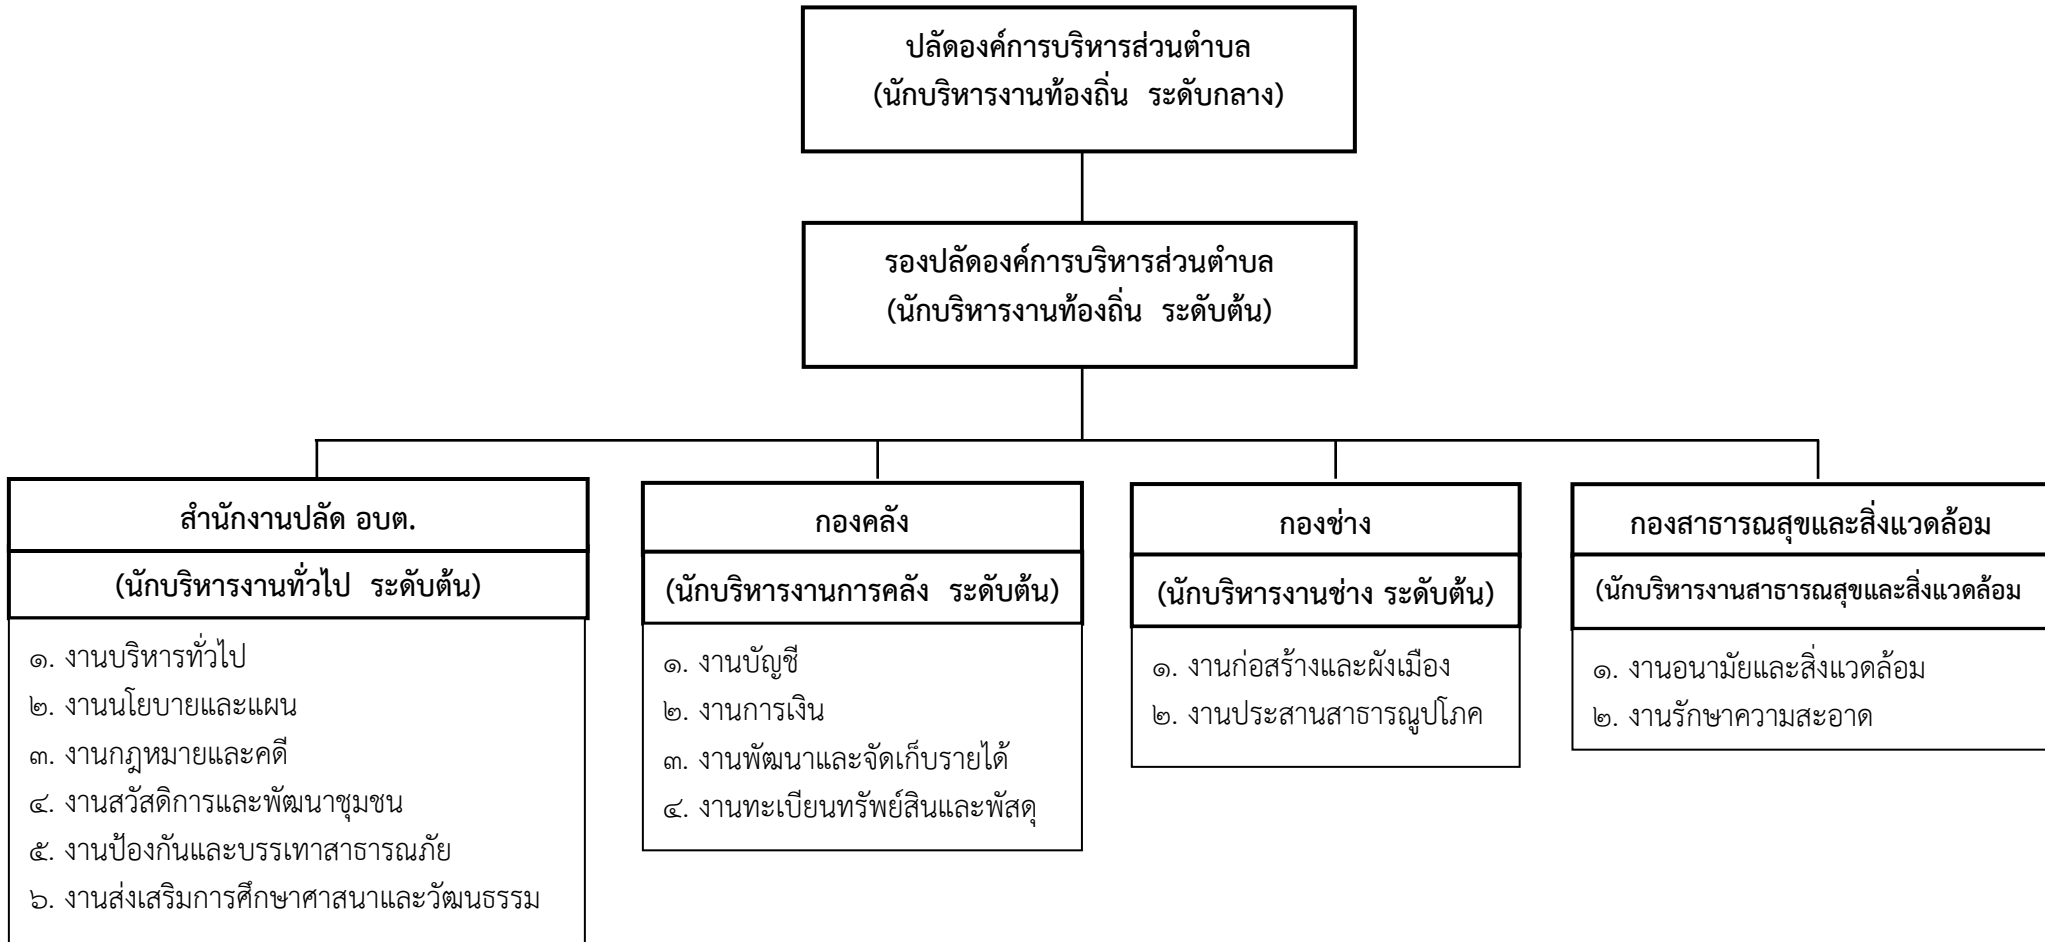 ปลัดองค์การบริหารส่วนตำบล
(นักบริหารงานท้องถิ่น ระดับกลาง)
รองปลัดองค์การบริหารส่วนตำบล
(นักบริหารงานท้องถิ่น ระดับต้น)
สำนักงานปลัด อบต.
(นักบริหารงานทั่วไป ระดับต้น)
๑. งานบริหารทั่วไป
๒. งานนโยบายและแผน
๓. งานกฎหมายและคดี
๔. งานสวัสดิการและพัฒนาชุมชน
๕. งานป้องกันและบรรเทาสาธารณภัย
๖. งานส่งเสริมการศึกษาศาสนาและวัฒนธรรม
กองคลัง
(นักบริหารงานการคลัง ระดับต้น)
๑. งานบัญชี
๒. งานการเงิน
๓. งานพัฒนาและจัดเก็บรายได้
๔. งานทะเบียนทรัพย์สินและพัสดุ
กองช่าง
(นักบริหารงานช่าง ระดับต้น)
๑. งานก่อสร้างและผังเมือง
๒. งานประสานสาธารณูปโภค
กองสาธารณสุขและสิ่งแวดล้อม
(นักบริหารงานสาธารณสุขและสิ่งแวดล้อม
๑. งานอนามัยและสิ่งแวดล้อม
๒. งานรักษาความสะอาด